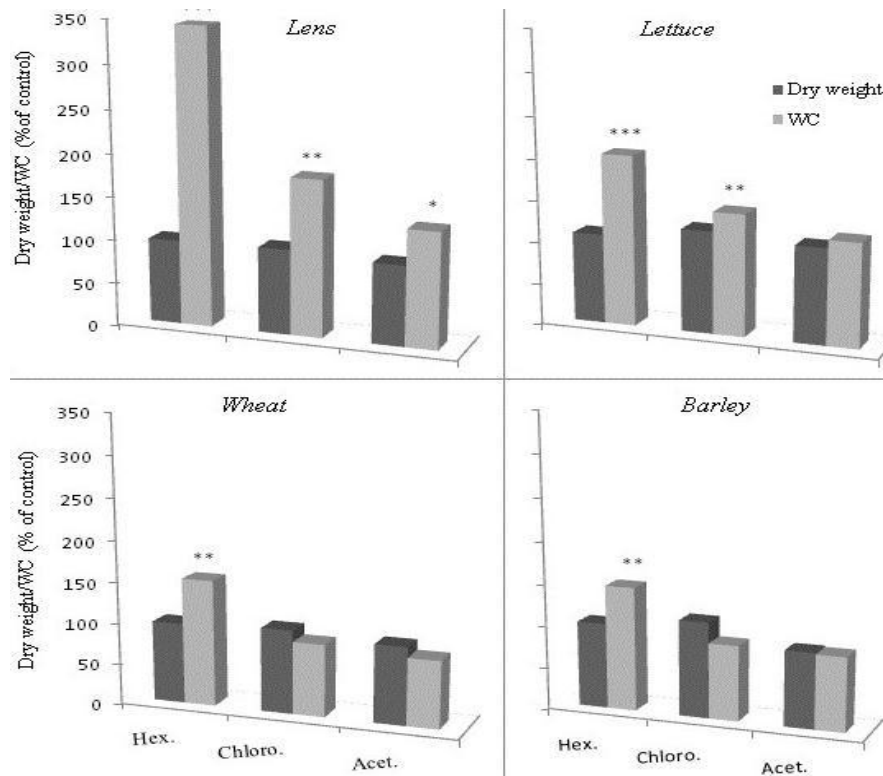 ***
Lens
Dry weight/WC (% of control)
350
300
250
200
150
100
50
0
**
*
Lettuce
Dry weight
WC
***
**
Wheat
Dry weight/WC (% of control)
350
300
250
200
150
100
50
0
**
Hex.
Chloro.
Acet.
Barley
**
Hex.
Chloro.
Acet.